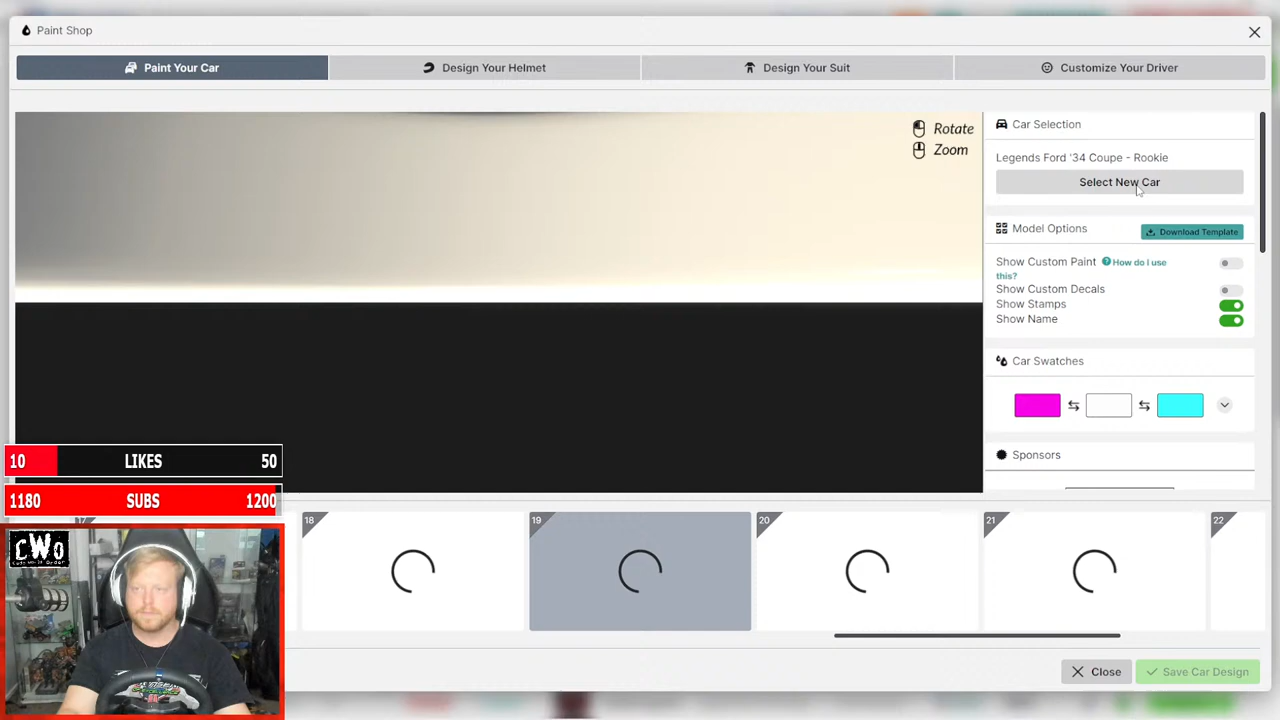 Paint Shop
Paint Your Car
Design Your Helmet
Design Your Suit
Customize Your Driver
Rotate
Zoom
Car Selection
Legends Ford '34 Coupe - Rookie
Select New Car
Model Options
Download Template
Show Custom Paint ? How do I use this?
Show Custom Decals
Show Stamps
Show Name
Car Swatches
Sponsors
10 LIKES 50
1180 SUBS 1200
17
18
19
20
21
22
CWO
Close
Save Car Design